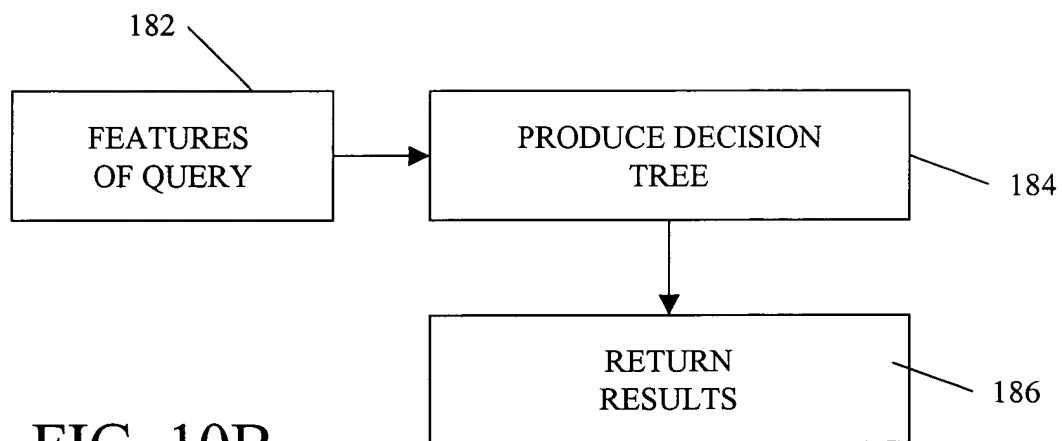 182
FEATURES
OF QUERY
PRODUCE DECISION
TREE
184
RETURN
RESULTS
186
FIG. 10B